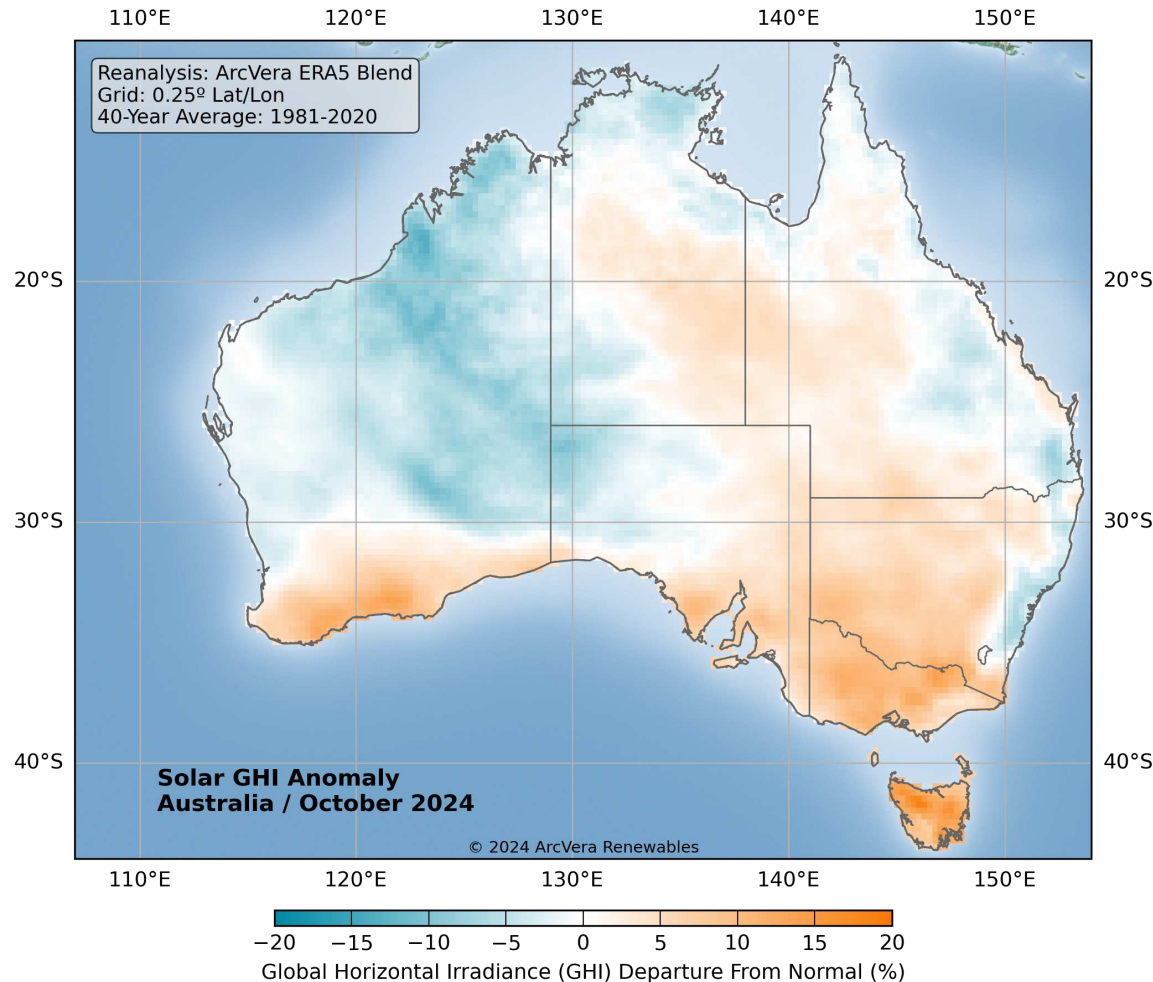 110°E 120°E 130°E 140°E 150°E
Reanalysis: ArcVera ERA5 Blend
Grid: 0.25º Lat/Lon
40-Year Average: 1981-2020
20°S 20°S
30°S 30°S
40°S 40°S
Solar GHI Anomaly
Australia / October 2024
© 2024 ArcVera Renewables
110°E 120°E 130°E 140°E 150°E
−20 −15 −10 −5 0 5 10 15 20
Global Horizontal Irradiance (GHI) Departure From Normal (%)